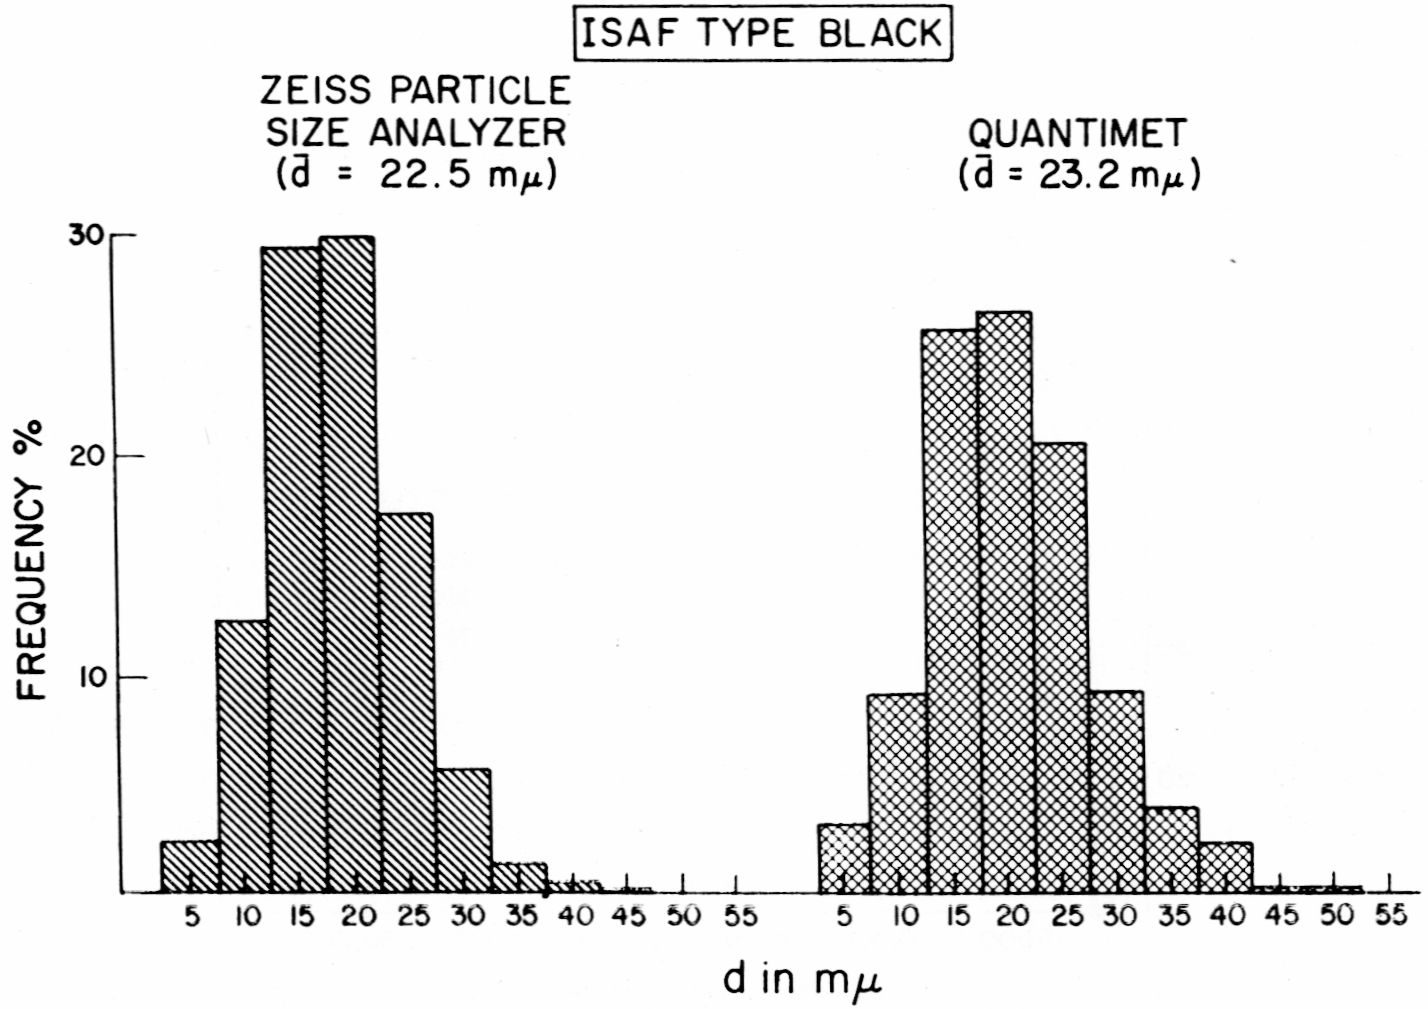 ISAF TYPE BLACK
ZEISS PARTICLE
SIZE ANALYZER
(d̄ = 22.5 mμ)
QUANTIMET
(d̄ = 23.2 mμ)
FREQUENCY %
30
20
10
5 10 15 20 25 30 35 40 45 50 55
5 10 15 20 25 30 35 40 45 50 55
d in mμ